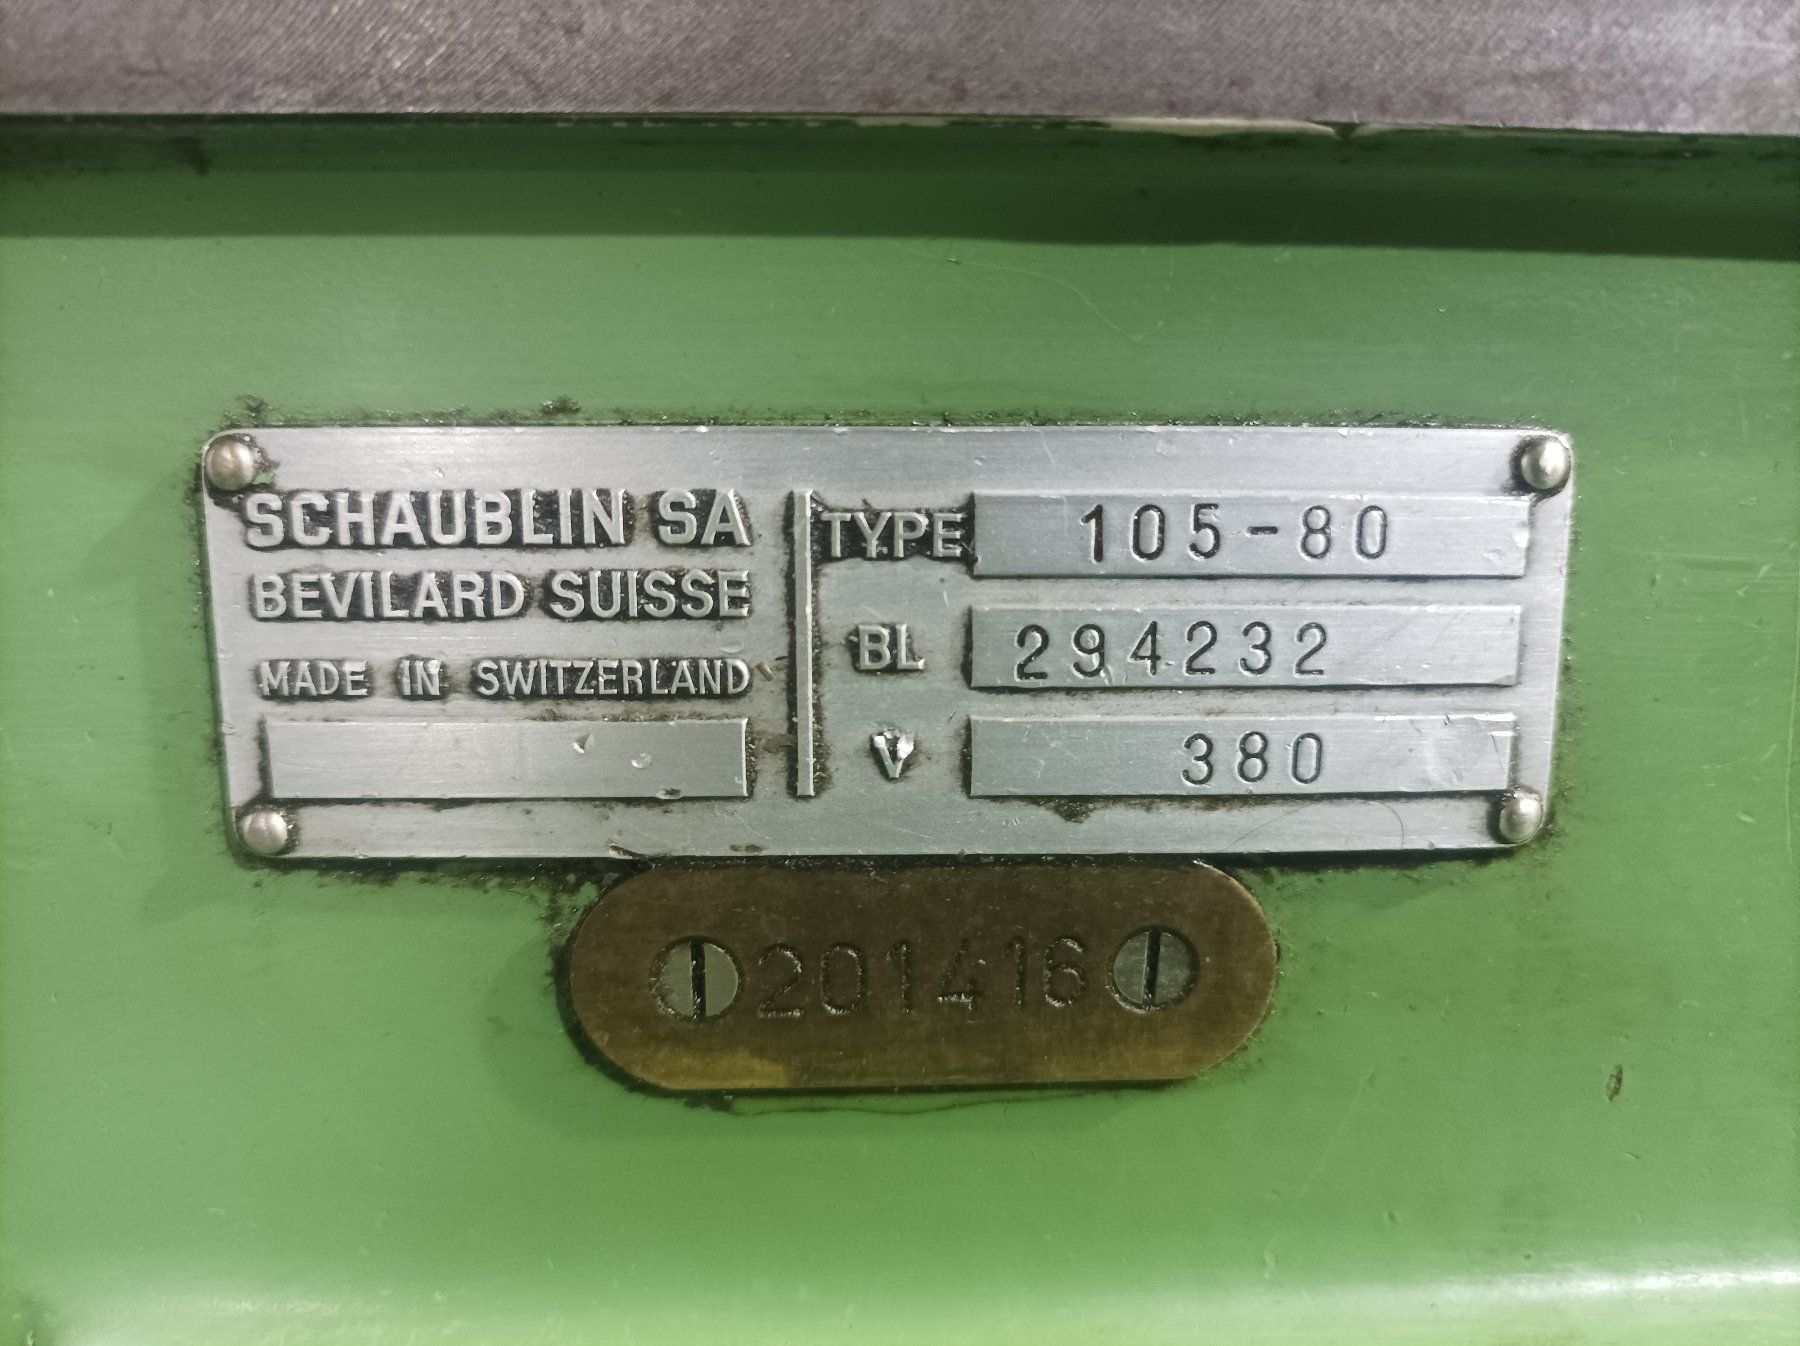 SCHAUBLIN SA
BEVILARD SUISSE
MADE IN SWITZERLAND
TYPE 105-80
BL 294232
V 380
201416